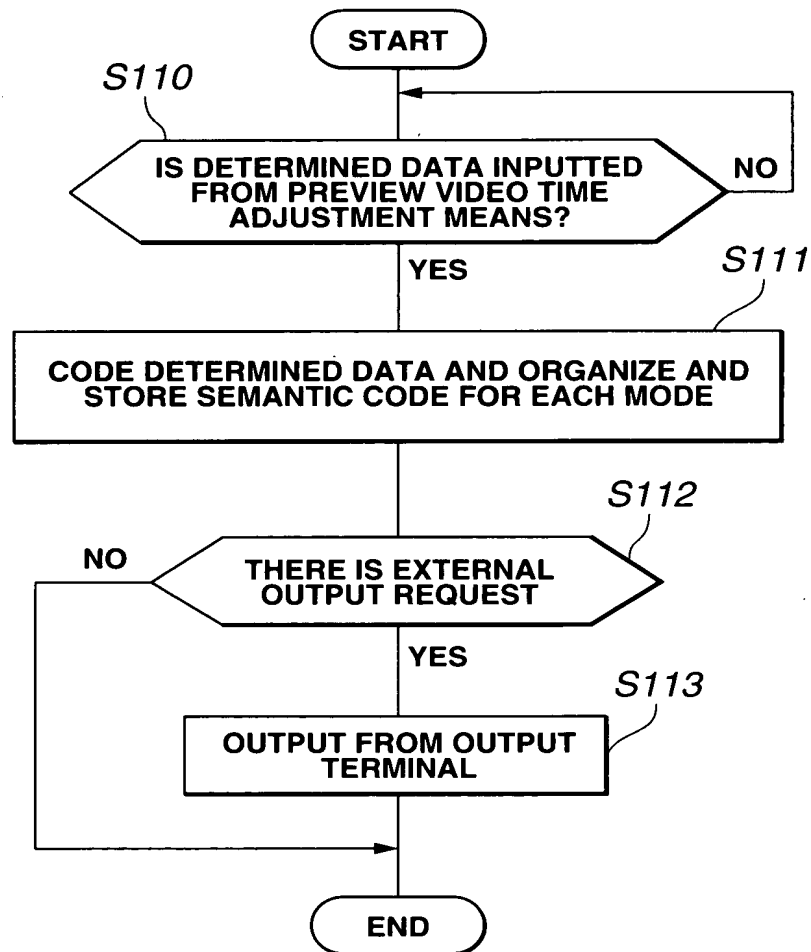 START
S110
IS DETERMINED DATA INPUTTED
FROM PREVIEW VIDEO TIME
ADJUSTMENT MEANS?
NO
YES
S111
CODE DETERMINED DATA AND ORGANIZE AND
STORE SEMANTIC CODE FOR EACH MODE
S112
NO
THERE IS EXTERNAL
OUTPUT REQUEST
YES
S113
OUTPUT FROM OUTPUT
TERMINAL
END